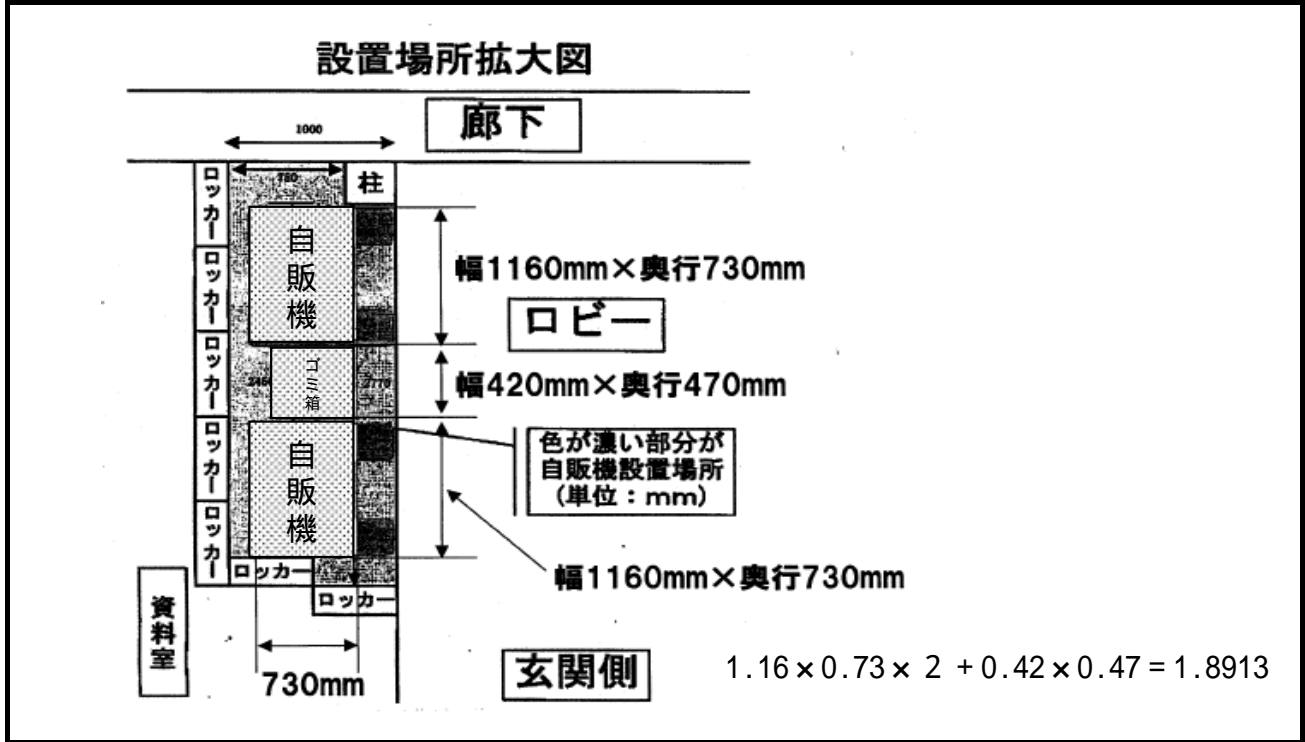 設置場所拡大図
廊下
1000
780
柱
ロッカー
ロッカー
ロッカー
ロッカー
ロッカー
自販機
幅1160mm×奥行730mm
ロビー
ゴミ箱
幅420mm×奥行470mm
自販機
色が濃い部分が
自販機設置場所
(単位：mm)
幅1160mm×奥行730mm
ロッカー
ロッカー
資料室
730mm
玄関側
1.16×0.73× 2 +0.42×0.47=1.8913